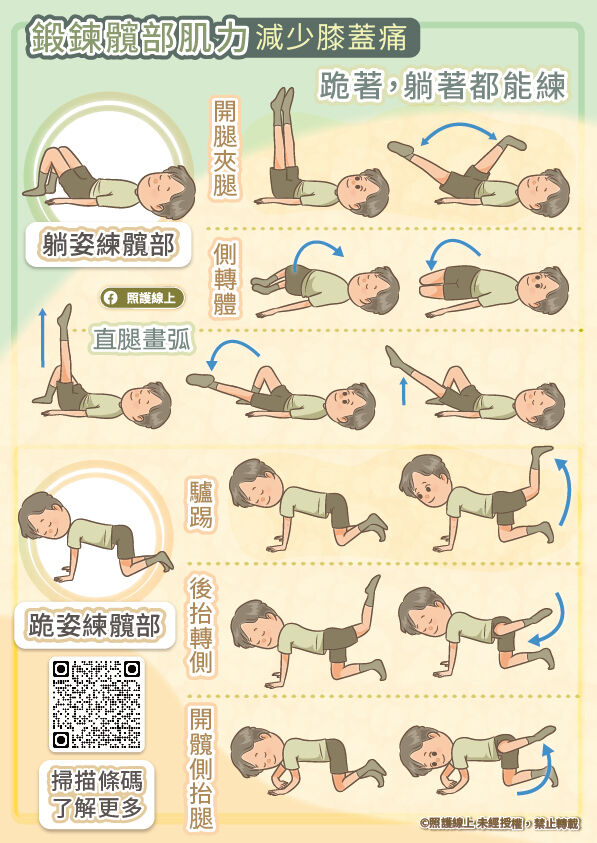 鍛鍊髖部肌力 減少膝蓋痛
跪著，躺著都能練
開腿夾腿
躺姿練髖部
側轉體
照護線上
直腿畫弧
驢踢
跪姿練髖部
後抬轉側
開髖側抬腿
掃描條碼
了解更多
©照護線上 未經授權，禁止轉載